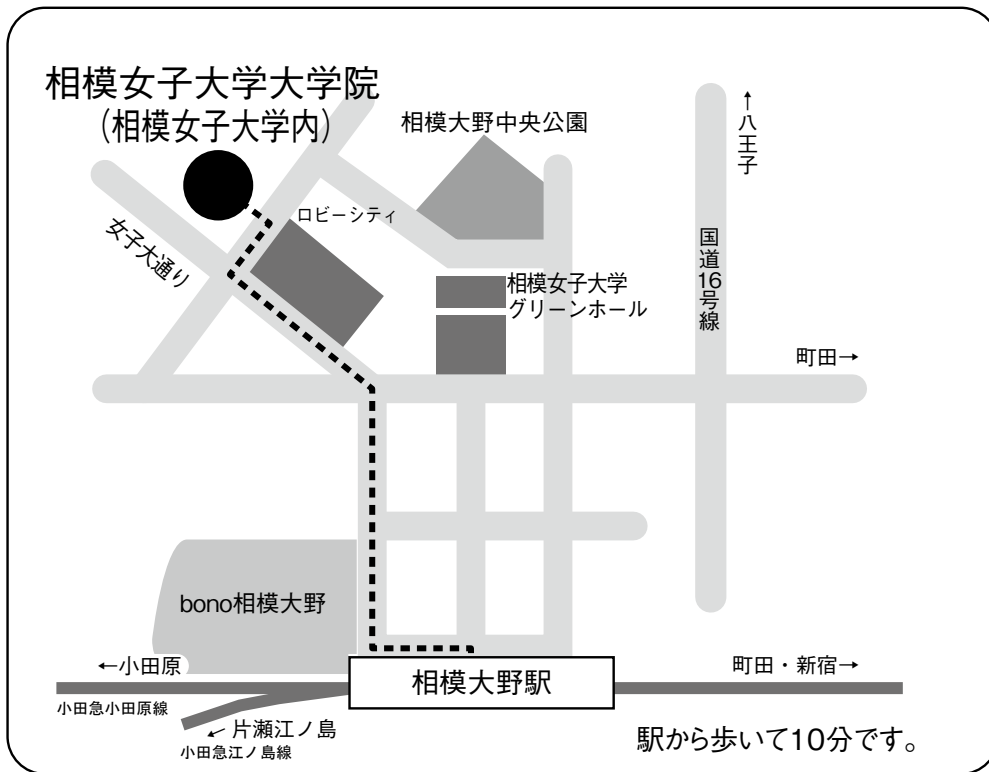 相模女子大学大学院
（相模女子大学内）
相模大野中央公園
↑八王子
ロビーシティ
女子大通り
国道16号線
相模女子大学
グリーンホール
町田→
bono相模大野
←小田原
相模大野駅
町田・新宿→
小田急小田原線
←片瀬江ノ島
小田急江ノ島線
駅から歩いて10分です。